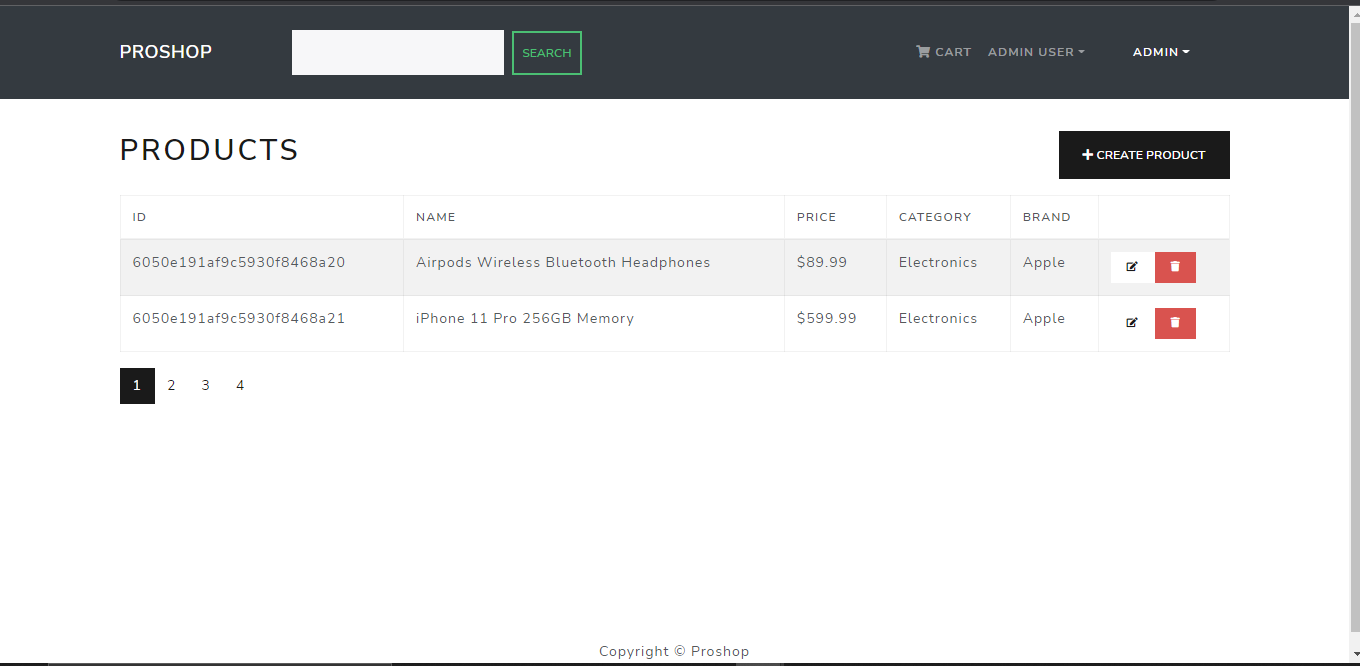 PROSHOP SEARCH CART ADMIN USER ADMIN
PRODUCTS
CREATE PRODUCT
ID NAME PRICE CATEGORY BRAND
6050e191af9c5930f8468a20 Airpods Wireless Bluetooth Headphones $89.99 Electronics Apple
6050e191af9c5930f8468a21 iPhone 11 Pro 256GB Memory $599.99 Electronics Apple
1 2 3 4
Copyright © Proshop